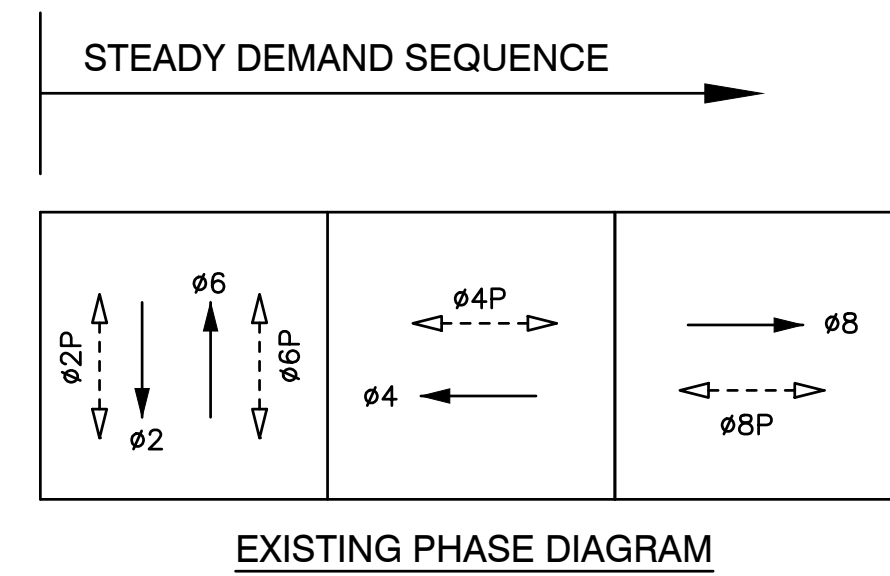 STEADY DEMAND SEQUENCE
ø2P
ø2
ø6
ø6P
ø4P
ø4
ø8
ø8P
EXISTING PHASE DIAGRAM